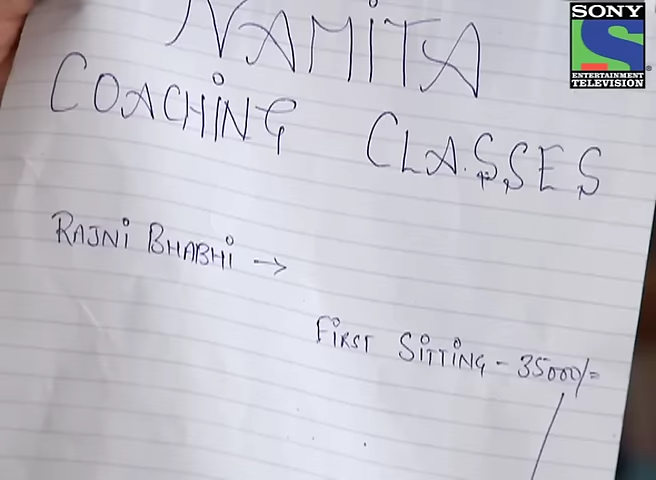 NAMITA
COACHING CLASSES
RAJNI BHABHI →
FIRST SITTING - 35000/=
SONY
ENTERTAINMENT
TELEVISION